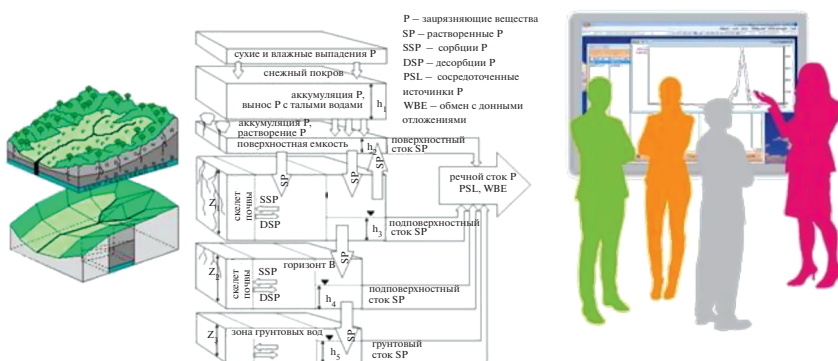 P – защрязняющие вещества
SP – растворенные P
SSP – сорбции P
DSP – десорбции P
PSL – сосредоточенные
источники P
WBE – обмен с донными
отложениями
сухие и влажные выпадения P
снежный покров
аккумуляция P,
вынос P с талыми водами
h1
аккумуляция P,
растворение P
поверхностная емкость
h2
поверхностный
сток SP
SP
SP
SP
речной сток P
PSL, WBE
Z1
скелет
почвы
SSP
DSP
h3
подповерхностный
сток SP
SP
горизонт B
Z2
скелет
почвы
SSP
DSP
h4
подповерхностный
сток SP
SP
зона грунтовых вод
Z3
h5
грунтовый
сток SP